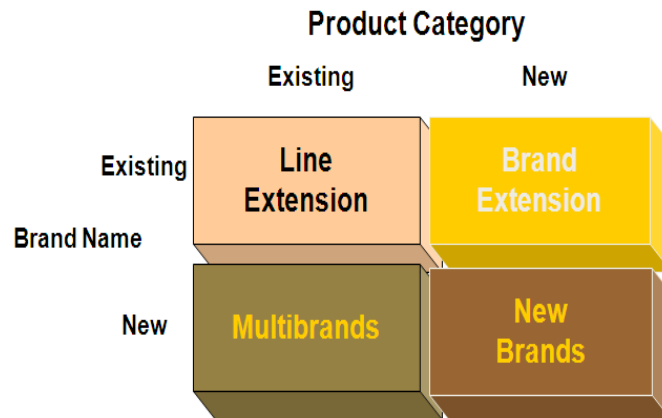 Product Category
Existing New
Existing
Line
Extension
Brand
Extension
Brand Name
New
Multibrands
New
Brands